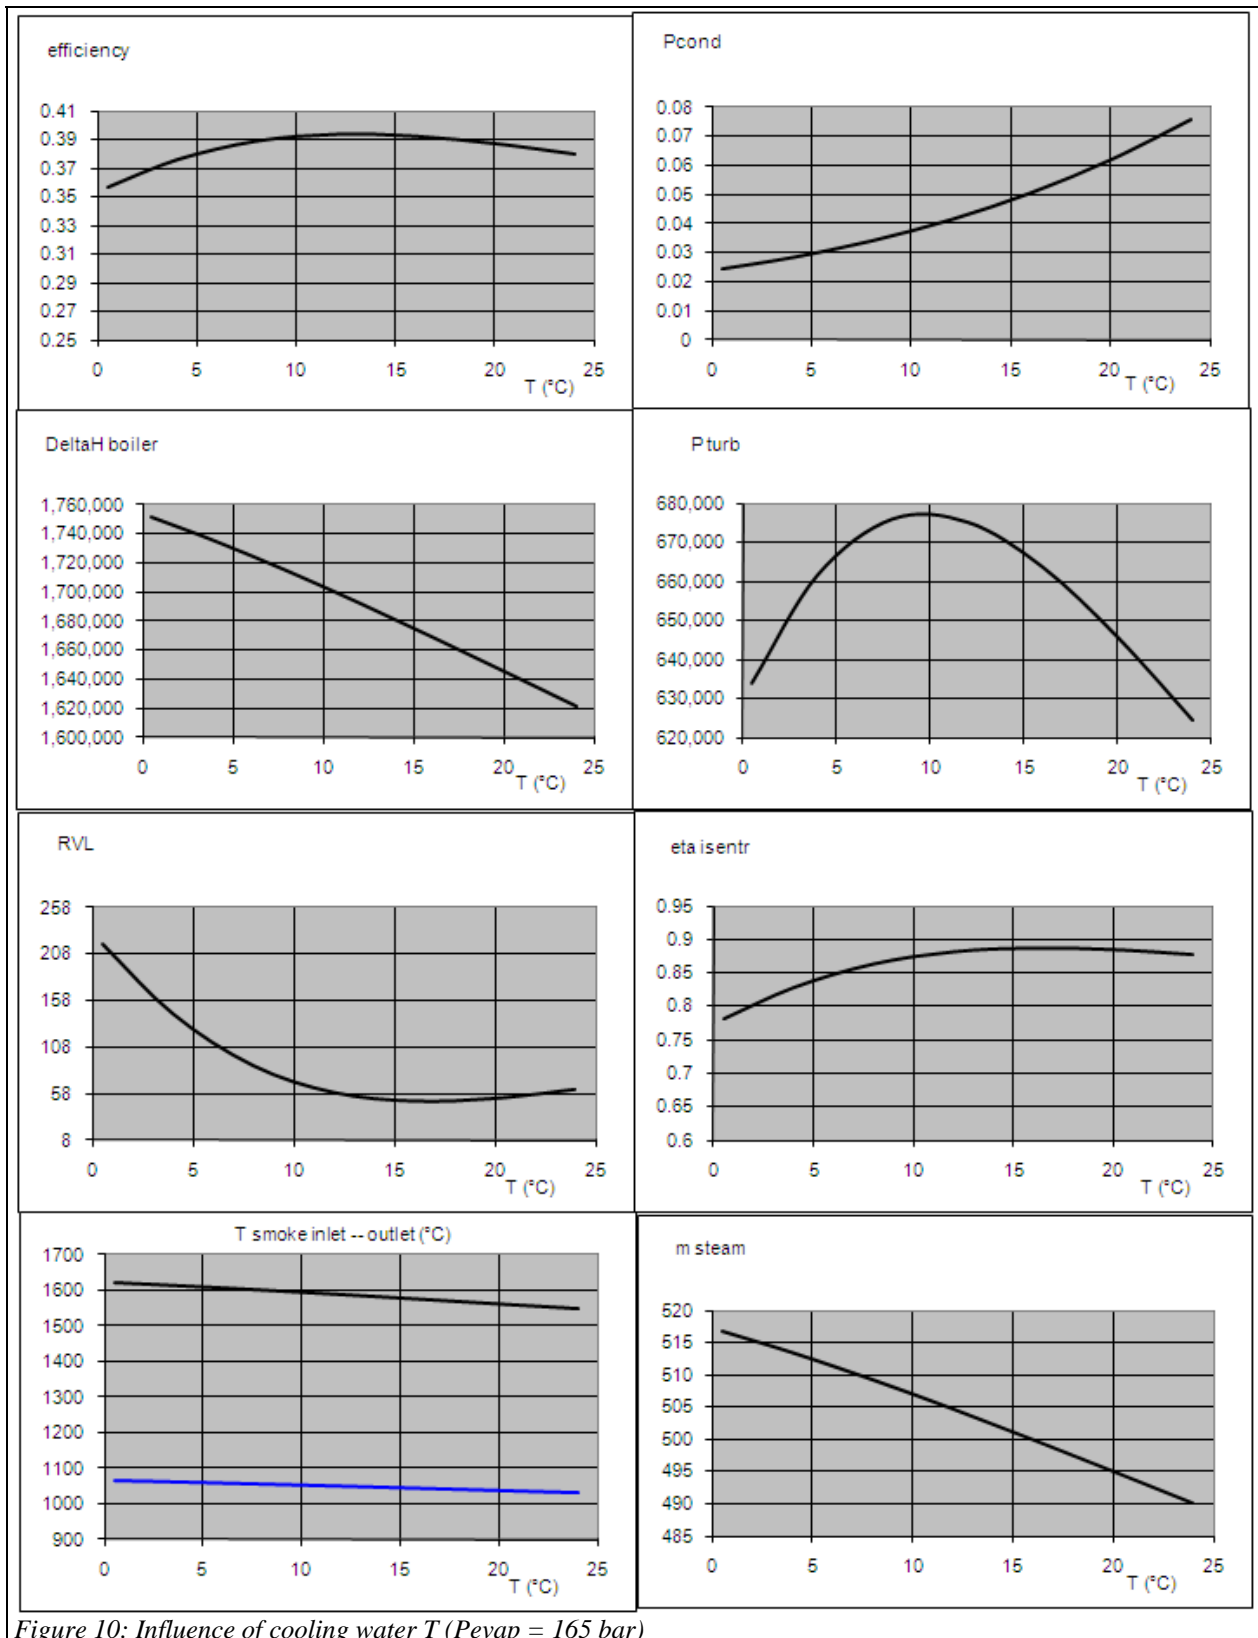 efficiency
0.41
0.39
0.37
0.35
0.33
0.31
0.29
0.27
0.25
0 5 10 15 20 25
T (°C)
Pcond
0.08
0.07
0.06
0.05
0.04
0.03
0.02
0.01
0
0 5 10 15 20 25
T (°C)
DeltaH boiler
1,760,000
1,740,000
1,720,000
1,700,000
1,680,000
1,660,000
1,640,000
1,620,000
1,600,000
0 5 10 15 20 25
T (°C)
P turb
680,000
670,000
660,000
650,000
640,000
630,000
620,000
0 5 10 15 20 25
T (°C)
RVL
258
208
158
108
58
8
0 5 10 15 20 25
T (°C)
eta isentr
0.95
0.9
0.85
0.8
0.75
0.7
0.65
0.6
0 5 10 15 20 25
T (°C)
T smoke inlet -- outlet (°C)
1700
1600
1500
1400
1300
1200
1100
1000
900
0 5 10 15 20 25
T (°C)
m steam
520
515
510
505
500
495
490
485
0 5 10 15 20 25
T (°C)
Figure 10: Influence of cooling water T (Pevap = 165 bar)